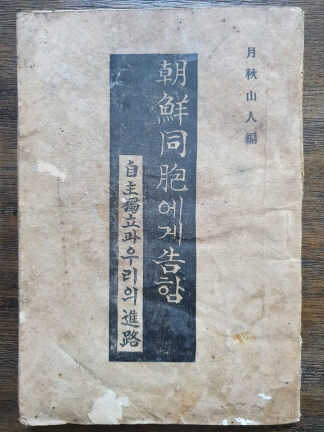 月秋山人編
朝鮮同胞에게告함
自主獨立과우리의進路